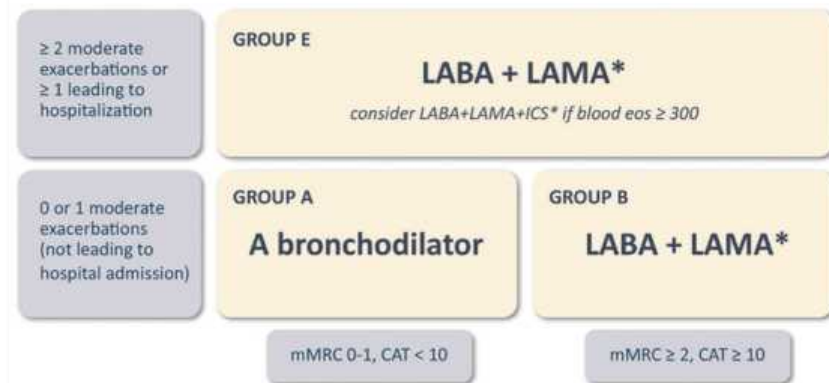 ≥ 2 moderate
exacerbations or
≥ 1 leading to
hospitalization
GROUP E
LABA + LAMA*
consider LABA+LAMA+ICS* if blood eos ≥ 300
0 or 1 moderate
exacerbations
(not leading to
hospital admission)
GROUP A
A bronchodilator
GROUP B
LABA + LAMA*
mMRC 0-1, CAT < 10
mMRC ≥ 2, CAT ≥ 10